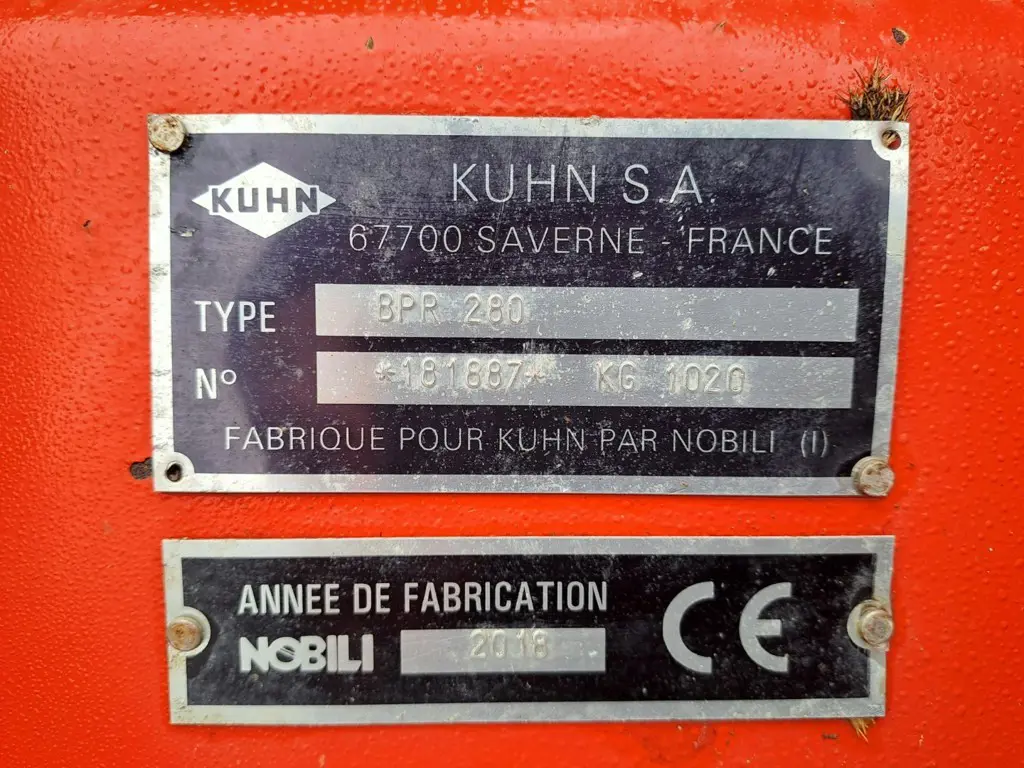 KUHN
KUHN S.A.
67700 SAVERNE - FRANCE
TYPE BPR 280
N° *181887* KG 1020
FABRIQUE POUR KUHN PAR NOBILI (I)
ANNEE DE FABRICATION
NOBILI 2018
CE